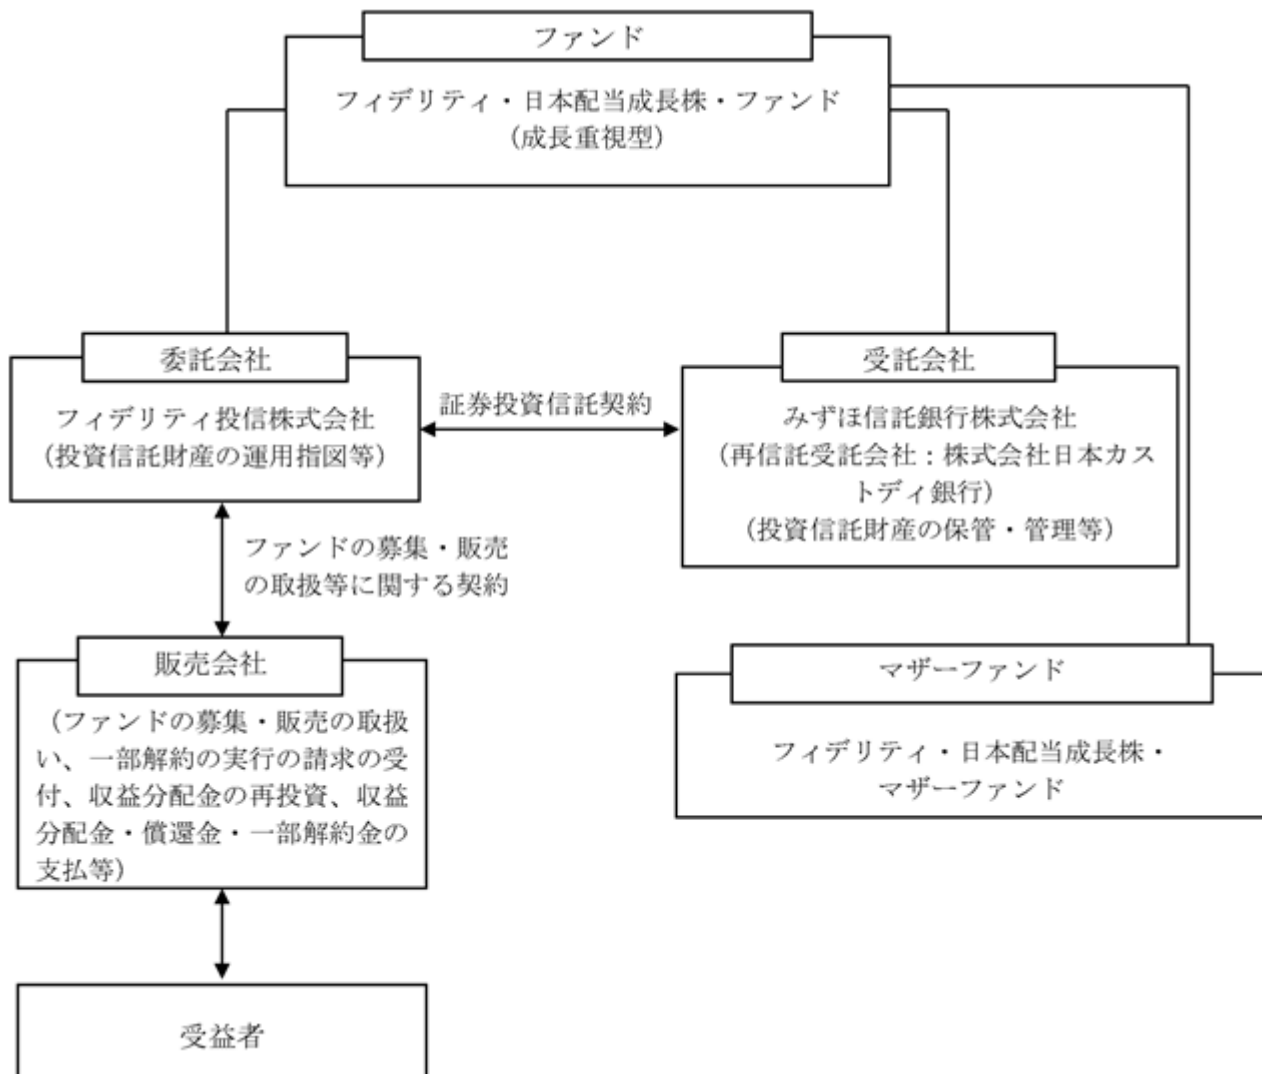 ファンド
フィデリティ・日本配当成長株・ファンド
（成長重視型）
委託会社
フィデリティ投信株式会社
（投資信託財産の運用指図等）
証券投資信託契約
受託会社
みずほ信託銀行株式会社
（再信託受託会社：株式会社日本カス
トディ銀行）
（投資信託財産の保管・管理等）
ファンドの募集・販売
の取扱等に関する契約
販売会社
（ファンドの募集・販売の取扱
い、一部解約の実行の請求の受
付、収益分配金の再投資、収益
分配金・償還金・一部解約金の
支払等）
マザーファンド
フィデリティ・日本配当成長株・
マザーファンド
受益者